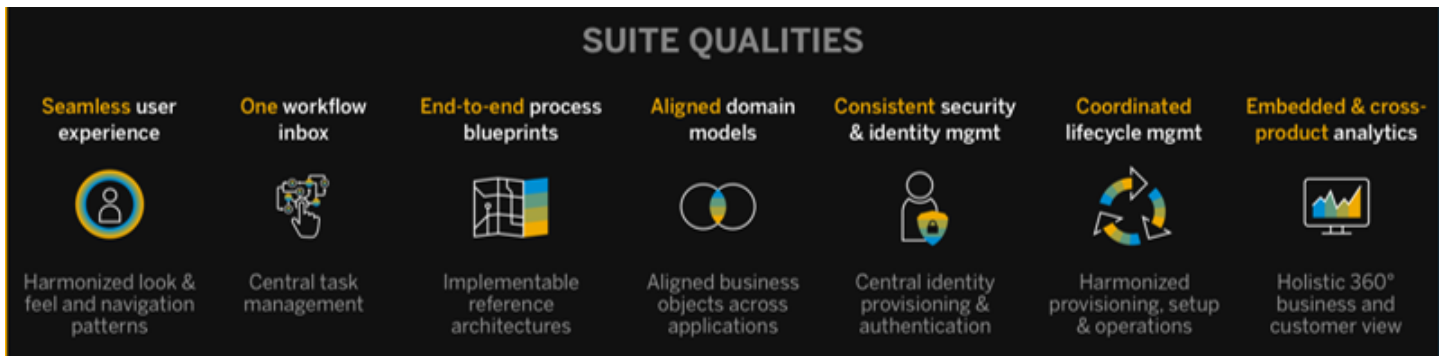 SUITE QUALITIES
Seamless user
experience
Harmonized look &
feel and navigation
patterns
One workflow
inbox
Central task
management
End-to-end process
blueprints
Implementable
reference
architectures
Aligned domain
models
Aligned business
objects across
applications
Consistent security
& identity mgmt
Central identity
provisioning &
authentication
Coordinated
lifecycle mgmt
Harmonized
provisioning, setup
& operations
Embedded & cross-
product analytics
Holistic 360°
business and
customer view